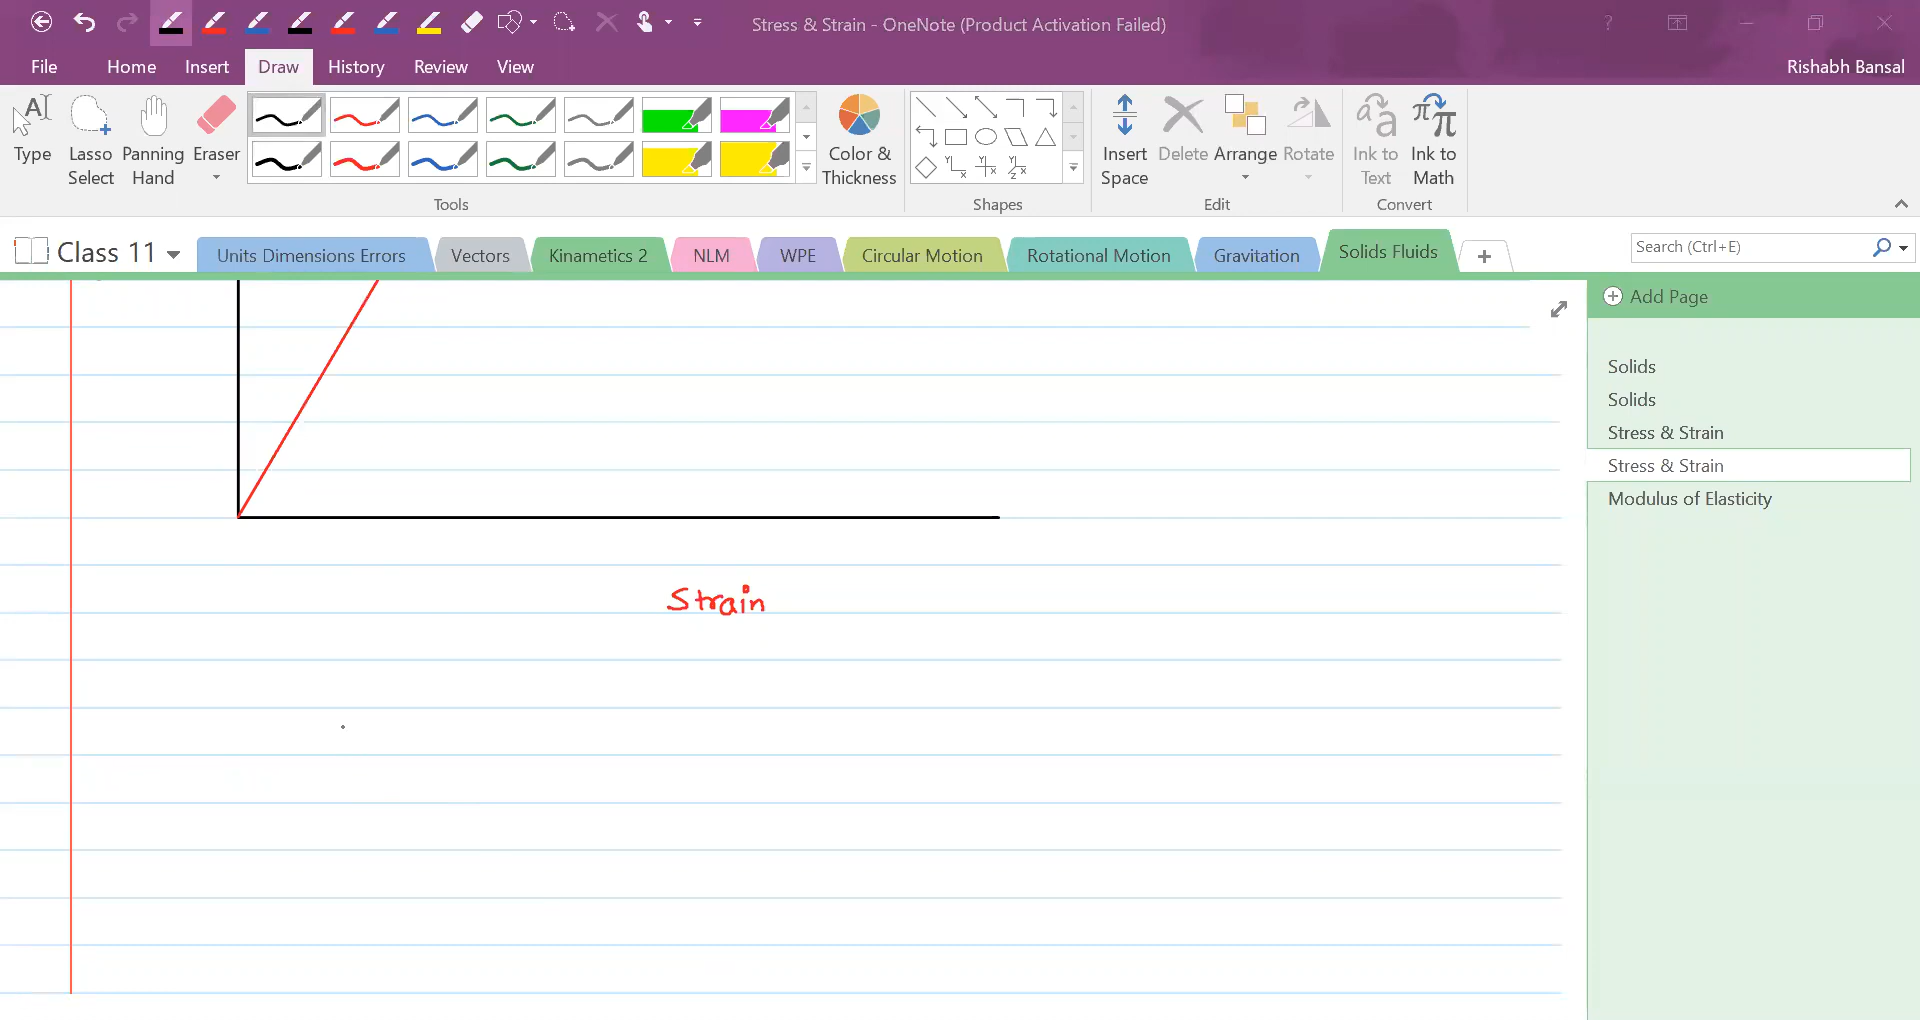 Stress & Strain - OneNote (Product Activation Failed)
?
File Home Insert Draw History Review View Rishabh Bansal
Type
Lasso Select
Panning Hand
Eraser
Color & Thickness
Insert Space
Delete
Arrange
Rotate
Ink to Text
Ink to Math
Tools
Shapes
Edit
Convert
Class 11
Units Dimensions Errors
Vectors
Kinametics 2
NLM
WPE
Circular Motion
Rotational Motion
Gravitation
Solids Fluids
+
Search (Ctrl+E)
Add Page
Solids
Solids
Stress & Strain
Stress & Strain
Modulus of Elasticity
Strain